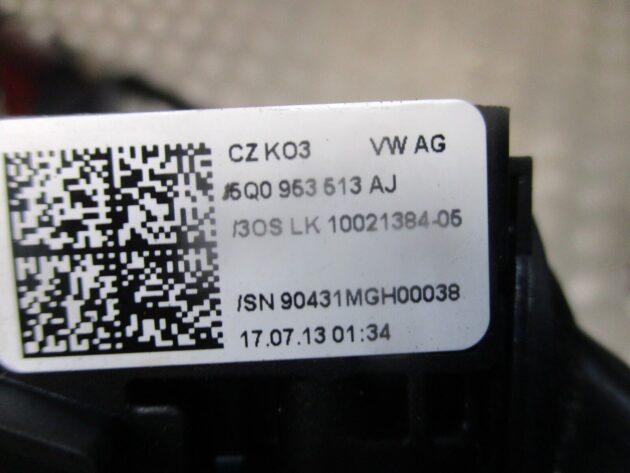 CZ KO3 VW AG
/5Q0 953 513 AJ
/3OS LK 10021384-05
/SN 90431MGH00038
17.07.13 01:34